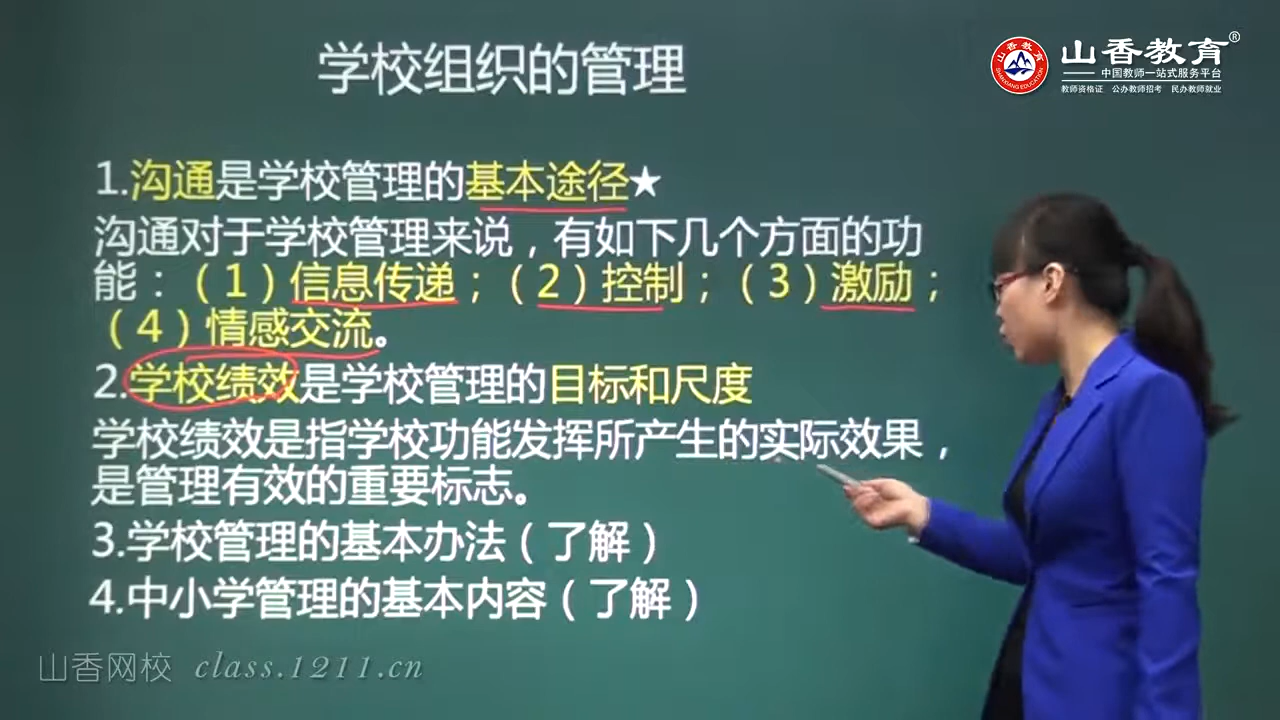 学校组织的管理
山香教育®
中国教师一站式服务平台
教师资格证 公办教师招考 民办教师就业
山香教育
SHANXIANG EDUCATION
1.沟通是学校管理的基本途径★
沟通对于学校管理来说，有如下几个方面的功
能：（1）信息传递；（2）控制；（3）激励；
（4）情感交流。
2.学校绩效是学校管理的目标和尺度
学校绩效是指学校功能发挥所产生的实际效果，
是管理有效的重要标志。
3.学校管理的基本办法（了解）
4.中小学管理的基本内容（了解）
山香网校 class.1211.cn